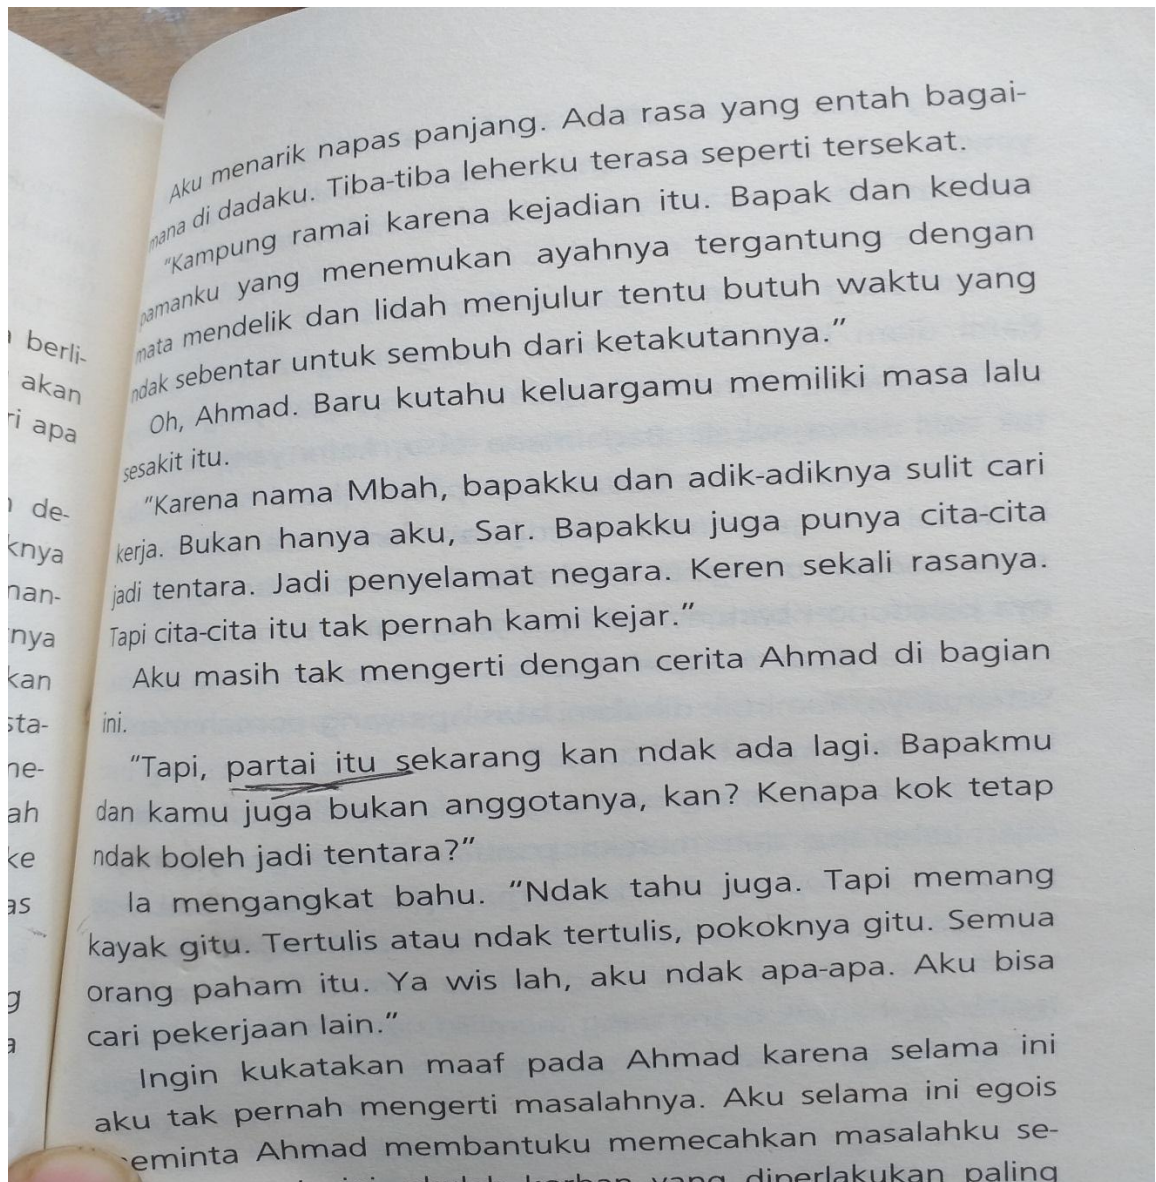 berli-
akan
apa
de-
knya
nya
kan
ke
as
Aku menarik napas panjang. Ada rasa yang entah bagai-
mana di dadaku. Tiba-tiba leherku terasa seperti tersekat.
"Kampung ramai karena kejadian itu. Bapak dan kedua
pamanku yang menemukan ayahnya tergantung dengan
mata mendelik dan lidah menjulur tentu butuh waktu yang
ndak sebentar untuk sembuh dari ketakutannya."
Oh, Ahmad. Baru kutahu keluargamu memiliki masa lalu
sesakit itu.
"Karena nama Mbah, bapakku dan adik-adiknya sulit cari
kerja. Bukan hanya aku, Sar. Bapakku juga punya cita-cita
jadi tentara. Jadi penyelamat negara. Keren sekali rasanya.
Tapi cita-cita itu tak pernah kami kejar."
Aku masih tak mengerti dengan cerita Ahmad di bagian
ini.
"Tapi, partai itu sekarang kan ndak ada lagi. Bapakmu
dan kamu juga bukan anggotanya, kan? Kenapa kok tetap
ndak boleh jadi tentara?"
Ia mengangkat bahu. "Ndak tahu juga. Tapi memang
kayak gitu. Tertulis atau ndak tertulis, pokoknya gitu. Semua
orang paham itu. Ya wis lah, aku ndak apa-apa. Aku bisa
cari pekerjaan lain."
Ingin kukatakan maaf pada Ahmad karena selama ini
aku tak pernah mengerti masalahnya. Aku selama ini egois
eminta Ahmad membantuku memecahkan masalahku se-
yang diperlakukan paling